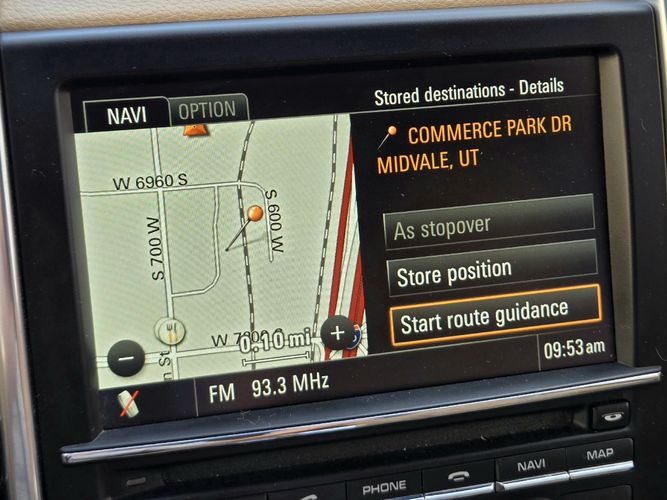 Stored destinations - Details
NAVI OPTION
COMMERCE PARK DR
MIDVALE, UT
W 6960 S
S 600 W
S 700 W
As stopover
Store position
Start route guidance
+
0.10 mi
−
09:53 am
FM 93.3 MHz
PHONE
NAVI
MAP